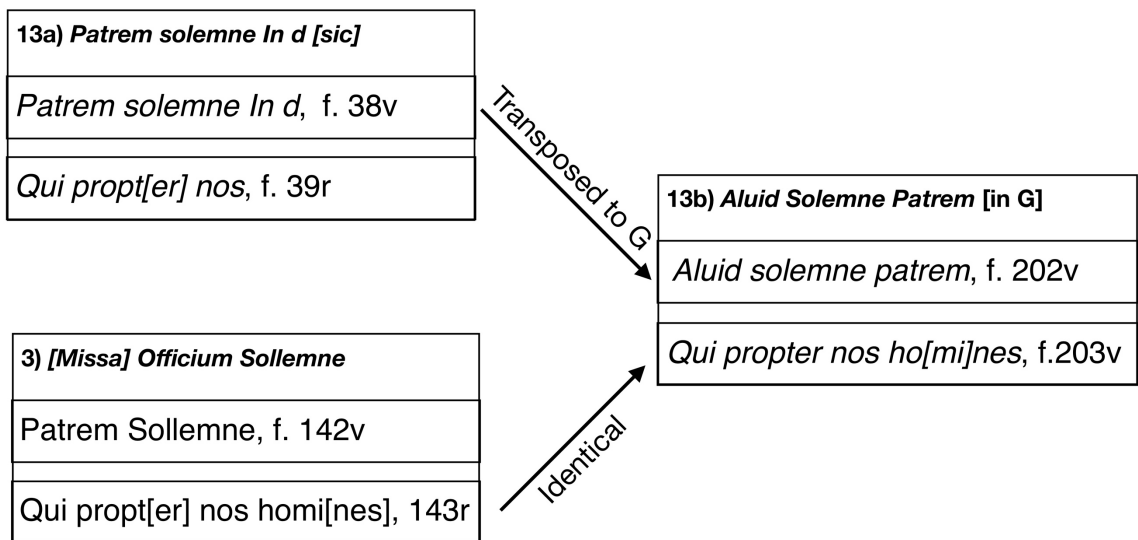 13a) Patrem solemne In d [sic]
Patrem solemne In d, f. 38v
Qui propt[er] nos, f. 39r
Transposed to G
13b) Aluid Solemne Patrem [in G]
Aluid solemne patrem, f. 202v
Qui propter nos ho[mi]nes, f.203v
3) [Missa] Officium Sollemne
Patrem Sollemne, f. 142v
Qui propt[er] nos homi[nes], 143r
Identical